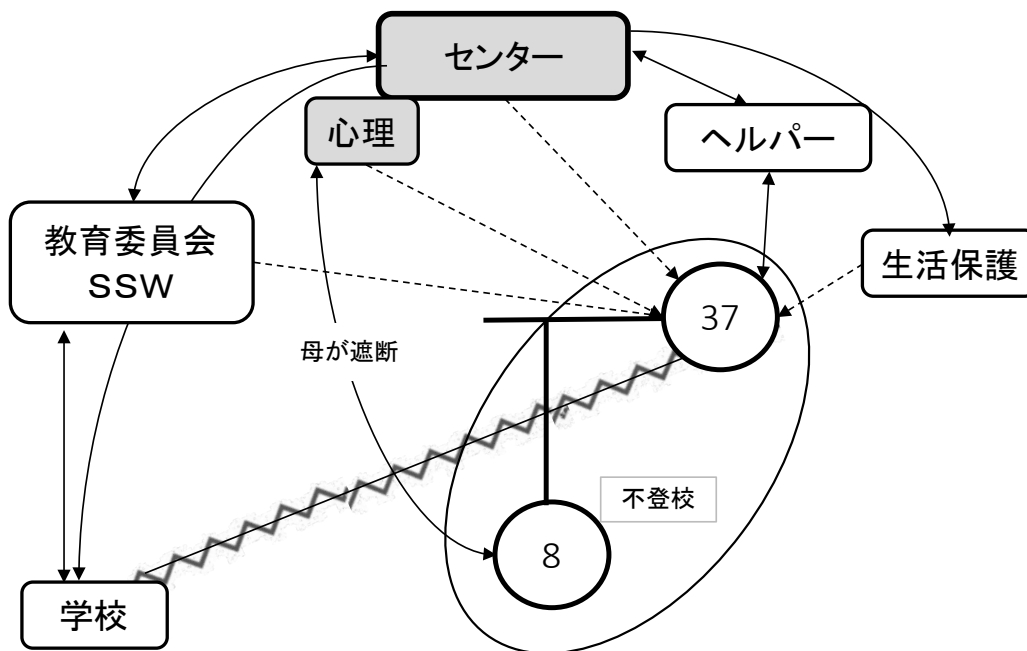 センター
心理
ヘルパー
教育委員会
ＳＳＷ
生活保護
37
母が遮断
不登校
8
学校